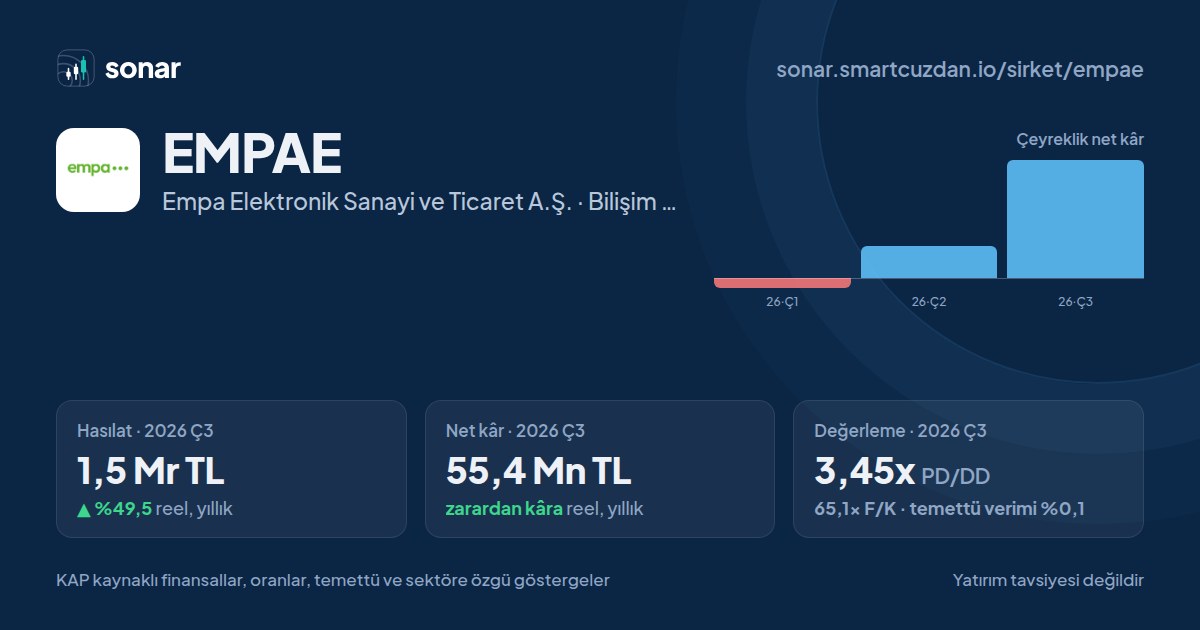 sonar
sonar.smartcuzdan.io/sirket/empae
empa
EMPAE
Empa Elektronik Sanayi ve Ticaret A.Ş. · Bilişim ...
Çeyreklik net kâr
26·Ç1
26·Ç2
26·Ç3
Hasılat · 2026 Ç3
1,5 Mr TL
▲ %49,5 reel, yıllık
Net kâr · 2026 Ç3
55,4 Mn TL
zarardan kâra reel, yıllık
Değerleme · 2026 Ç3
3,45x PD/DD
65,1× F/K · temettü verimi %0,1
KAP kaynaklı finansallar, oranlar, temettü ve sektöre özgü göstergeler
Yatırım tavsiyesi değildir